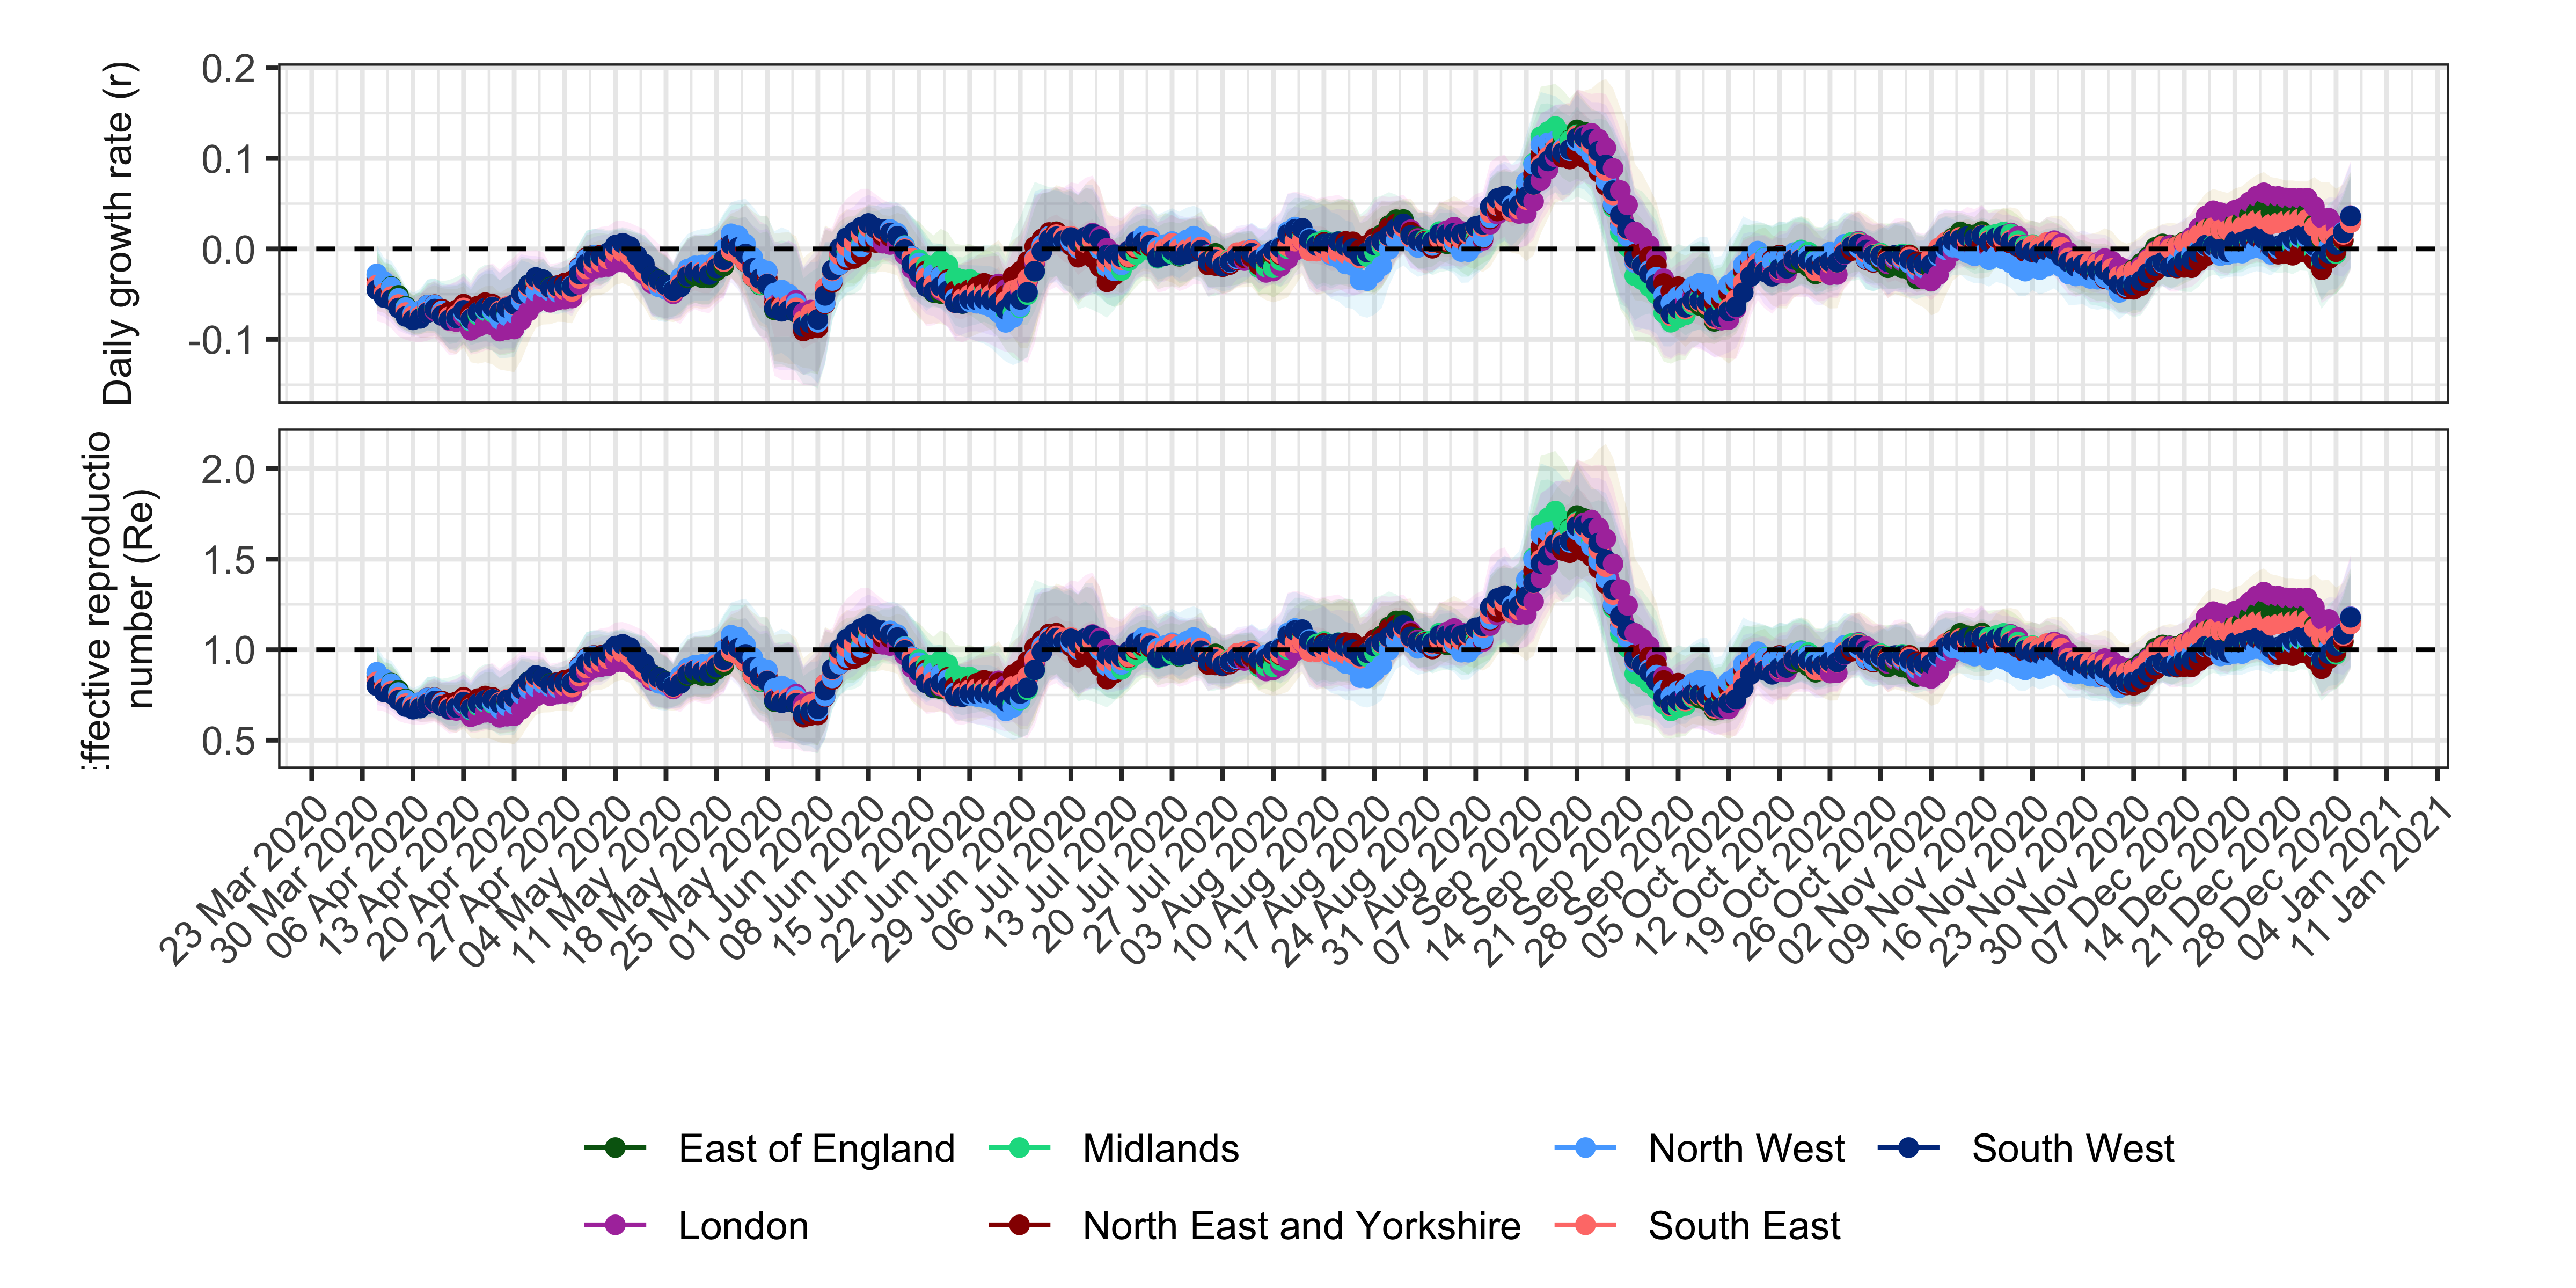 Daily growth rate (r)
0.2
0.1
0.0
-0.1
ffective reproductio
number (Re)
2.0
1.5
1.0
0.5
23 Mar 2020
30 Mar 2020
06 Apr 2020
13 Apr 2020
20 Apr 2020
27 Apr 2020
04 May 2020
11 May 2020
18 May 2020
25 May 2020
01 Jun 2020
08 Jun 2020
15 Jun 2020
22 Jun 2020
29 Jun 2020
06 Jul 2020
13 Jul 2020
20 Jul 2020
27 Jul 2020
03 Aug 2020
10 Aug 2020
17 Aug 2020
24 Aug 2020
31 Aug 2020
07 Sep 2020
14 Sep 2020
21 Sep 2020
28 Sep 2020
05 Oct 2020
12 Oct 2020
19 Oct 2020
26 Oct 2020
02 Nov 2020
09 Nov 2020
16 Nov 2020
23 Nov 2020
30 Nov 2020
07 Dec 2020
14 Dec 2020
21 Dec 2020
28 Dec 2020
04 Jan 2021
11 Jan 2021
East of England
Midlands
North West
South West
London
North East and Yorkshire
South East